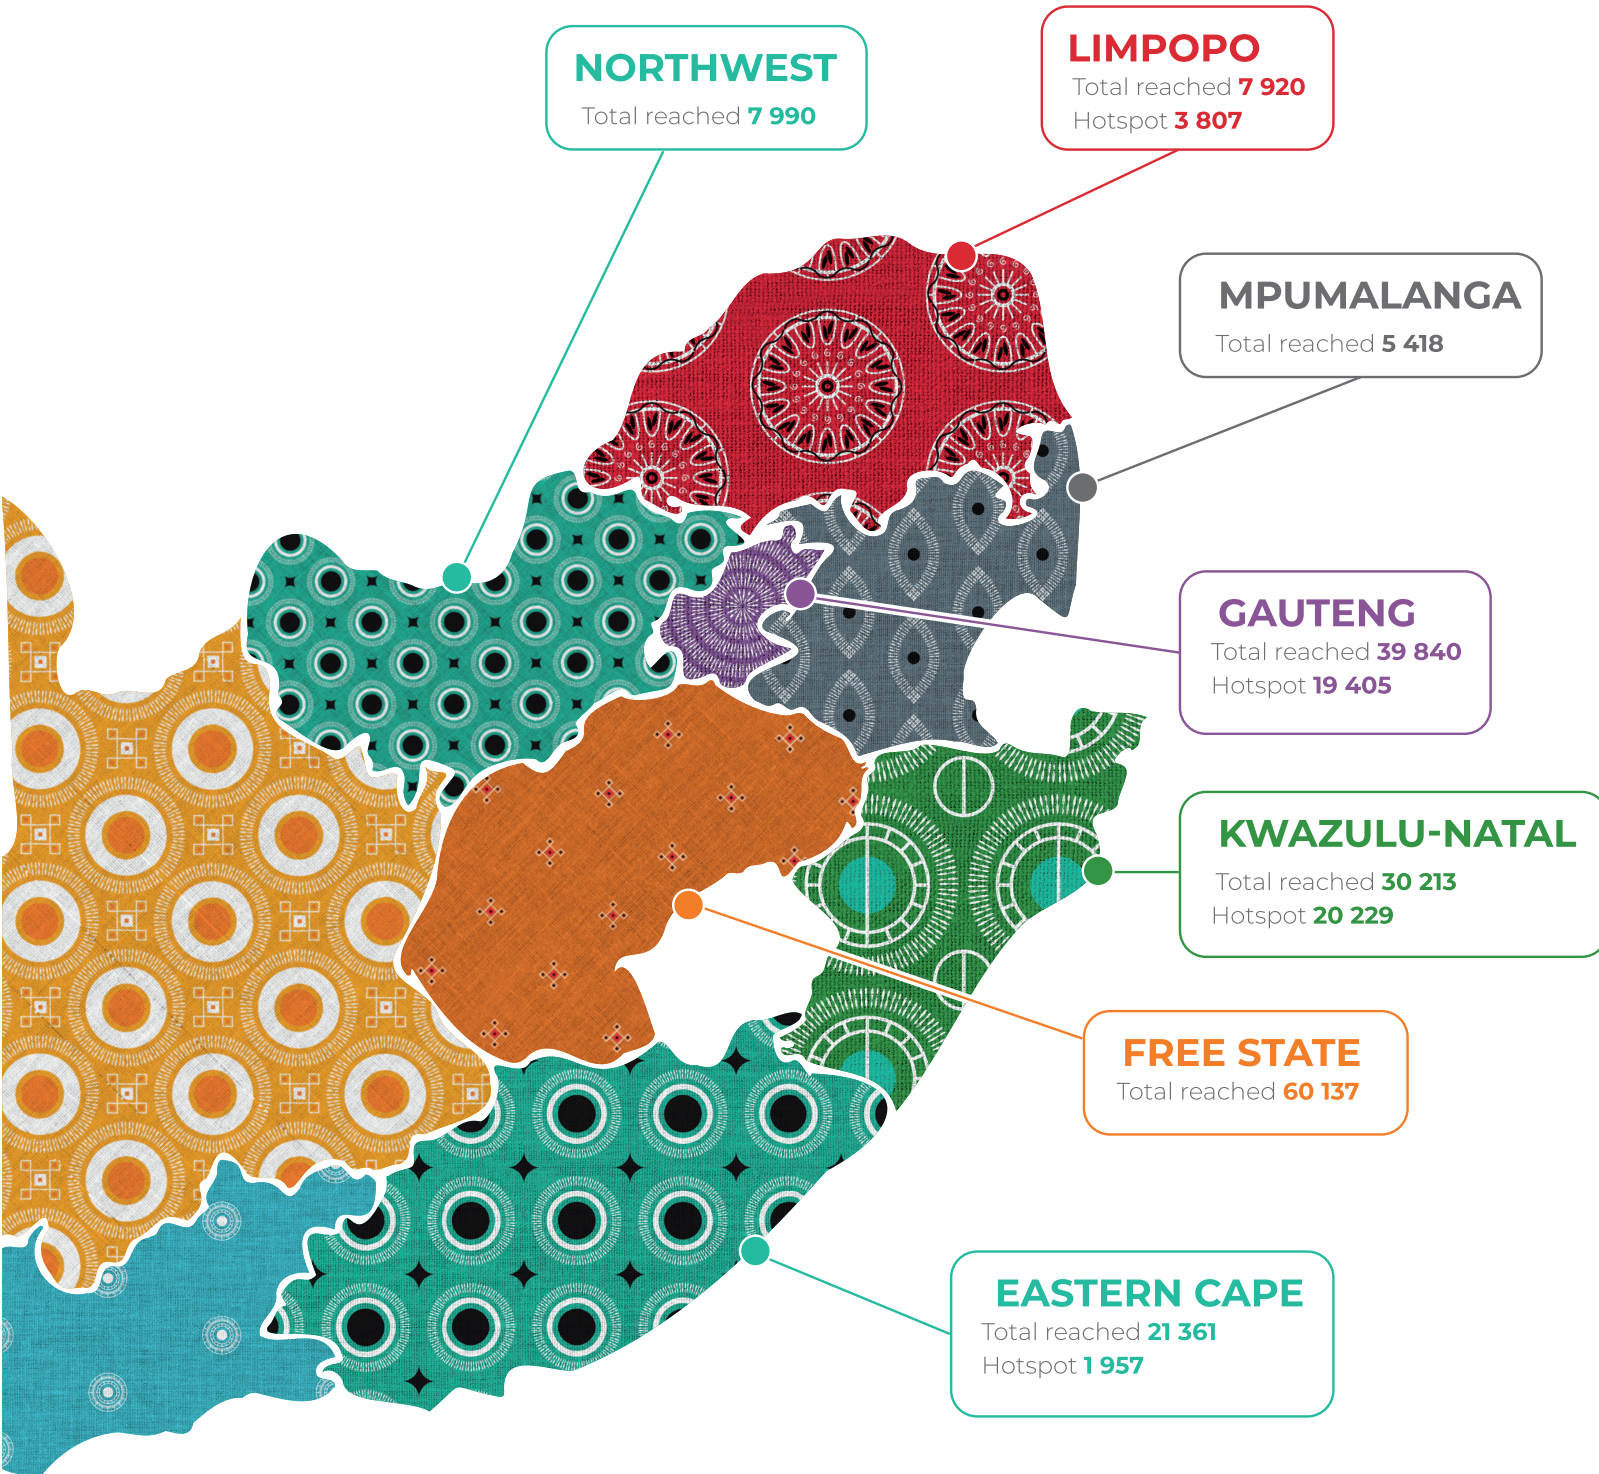 NORTHWEST
Total reached 7 990
LIMPOPO
Total reached 7 920
Hotspot 3 807
MPUMALANGA
Total reached 5 418
GAUTENG
Total reached 39 840
Hotspot 19 405
KWAZULU-NATAL
Total reached 30 213
Hotspot 20 229
FREE STATE
Total reached 60 137
EASTERN CAPE
Total reached 21 361
Hotspot 1 957